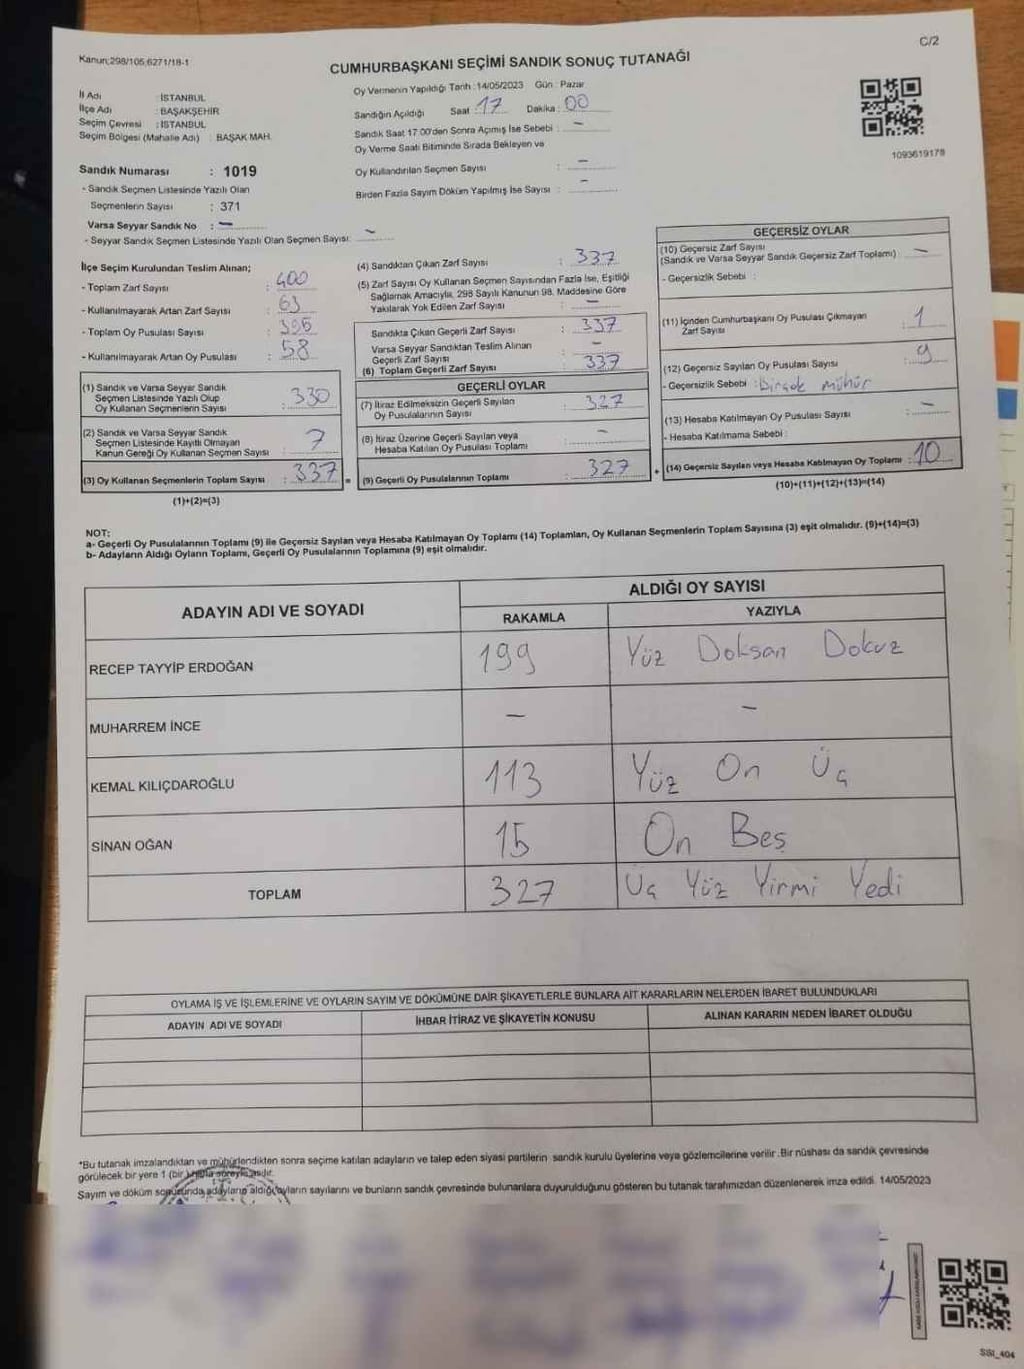 C/2
Kanun;298/105,6271/18-1
CUMHURBAŞKANI SEÇİMİ SANDIK SONUÇ TUTANAĞI
İl Adı : İSTANBUL
İlçe Adı : BAŞAKŞEHİR
Seçim Çevresi : İSTANBUL
Seçim Bölgesi (Mahalle Adı) : BAŞAK MAH.
Oy Vermenin Yapıldığı Tarih :14/05/2023 Gün : Pazar
Sandığın Açıldığı Saat : 17 Dakika : 00
Sandık Saat 17.00'den Sonra Açılmış İse Sebebi : -
Oy Verme Saati Bitiminde Sırada Bekleyen ve
Oy Kullandırılan Seçmen Sayısı : -
Birden Fazla Sayım Döküm Yapılmış İse Sayısı : -
1093619178
Sandık Numarası : 1019
- Sandık Seçmen Listesinde Yazılı Olan
Seçmenlerin Sayısı : 371
Varsa Seyyar Sandık No : -
- Seyyar Sandık Seçmen Listesinde Yazılı Olan Seçmen Sayısı: -
İlçe Seçim Kurulundan Teslim Alınan;
- Toplam Zarf Sayısı : 400
- Kullanılmayarak Artan Zarf Sayısı : 63
- Toplam Oy Pusulası Sayısı : 395
- Kullanılmayarak Artan Oy Pusulası : 58
(1) Sandık ve Varsa Seyyar Sandık
Seçmen Listesinde Yazılı Olup
Oy Kullanan Seçmenlerin Sayısı : 330
(2) Sandık ve Varsa Seyyar Sandık
Seçmen Listesinde Kayıtlı Olmayan
Kanun Gereği Oy Kullanan Seçmen Sayısı : 7
(3) Oy Kullanan Seçmenlerin Toplam Sayısı : 337
(1)+(2)=(3)
(4) Sandıktan Çıkan Zarf Sayısı : 337
(5) Zarf Sayısı Oy Kullanan Seçmen Sayısından Fazla İse, Eşitliği
Sağlamak Amacıyla, 298 Sayılı Kanunun 98. Maddesine Göre
Yakılarak Yok Edilen Zarf Sayısı : -
Sandıkta Çıkan Geçerli Zarf Sayısı : 337
Varsa Seyyar Sandıktan Teslim Alınan
Geçerli Zarf Sayısı : -
(6) Toplam Geçerli Zarf Sayısı : 337
GEÇERLİ OYLAR
(7) İtiraz Edilmeksizin Geçerli Sayılan
Oy Pusulalarının Sayısı : 327
(8) İtiraz Üzerine Geçerli Sayılan veya
Hesaba Katılan Oy Pusulası Toplamı : -
(9) Geçerli Oy Pusulalarının Toplamı : 327
GEÇERSİZ OYLAR
(10) Geçersiz Zarf Sayısı
(Sandık ve Varsa Seyyar Sandık Geçersiz Zarf Toplamı) : -
- Geçersizlik Sebebi :
(11) İçinden Cumhurbaşkanı Oy Pusulası Çıkmayan
Zarf Sayısı : 1
(12) Geçersiz Sayılan Oy Pusulası Sayısı : 9
- Geçersizlik Sebebi : mühür
(13) Hesaba Katılmayan Oy Pusulası Sayısı : -
- Hesaba Katılmama Sebebi :
(14) Geçersiz Sayılan veya Hesaba Katılmayan Oy Toplamı : 10
(10)+(11)+(12)+(13)=(14)
NOT:
a- Geçerli Oy Pusulalarının Toplamı (9) ile Geçersiz Sayılan veya Hesaba Katılmayan Oy Toplamı (14) Toplamları, Oy Kullanan Seçmenlerin Toplam Sayısına (3) eşit olmalıdır. (9)+(14)=(3)
b- Adayların Aldığı Oyların Toplamı, Geçerli Oy Pusulalarının Toplamına (9) eşit olmalıdır.
ADAYIN ADI VE SOYADI
ALDIĞI OY SAYISI
RAKAMLA YAZIYLA
RECEP TAYYİP ERDOĞAN 199 Yüz Doksan Dokuz
MUHARREM İNCE - -
KEMAL KILIÇDAROĞLU 113 Yüz On Üç
SİNAN OĞAN 15 On Beş
TOPLAM 327 Üç Yüz Yirmi Yedi
OYLAMA İŞ VE İŞLEMLERİNE VE OYLARIN SAYIM VE DÖKÜMÜNE DAİR ŞİKAYETLERLE BUNLARA AİT KARARLARIN NELERDEN İBARET BULUNDUKLARI
ADAYIN ADI VE SOYADI İHBAR İTİRAZ VE ŞİKAYETİN KONUSU ALINAN KARARIN NEDEN İBARET OLDUĞU
*Bu tutanak imzalandıktan ve mühürlendikten sonra seçime katılan adayların ve talep eden siyasi partilerin sandık kurulu üyelerine veya gözlemcilerine verilir .Bir nüshası da sandık çevresinde
görülecek bir yere 1 (bir) hafta süreyle asılır.
Sayım ve döküm sonucunda adayların aldığı oyların sayılarını ve bunların sandık çevresinde bulunanlara duyurulduğunu gösteren bu tutanak tarafımızdan düzenlenerek imza edildi. 14/05/2023
SSI_404